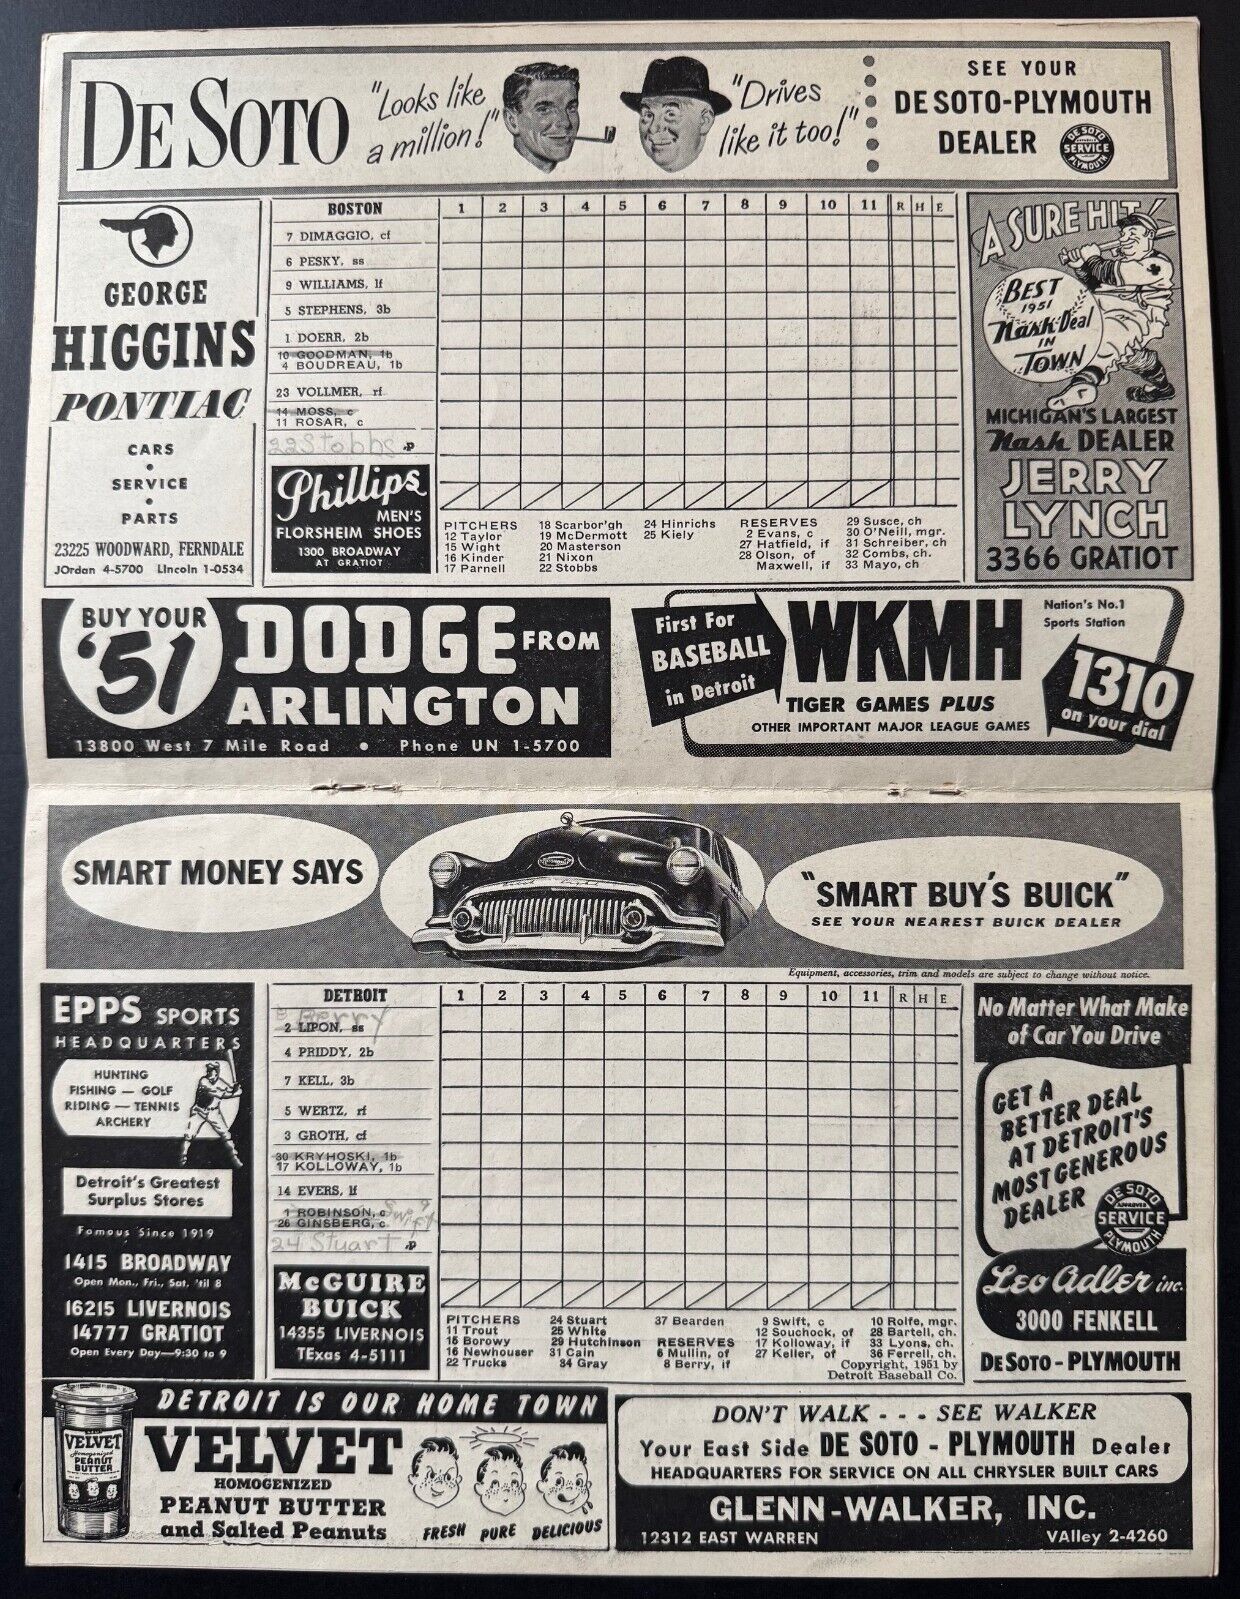 DE SOTO
"Looks like
a million!"
"Drives
like it too!"
SEE YOUR
DE SOTO-PLYMOUTH
DEALER
DE SOTO
SERVICE
PLYMOUTH
GEORGE
HIGGINS
PONTIAC
CARS
•
SERVICE
•
PARTS
23225 WOODWARD, FERNDALE
JOrdan 4-5700 Lincoln 1-0534
BOSTON 1 2 3 4 5 6 7 8 9 10 11 R H E
7 DIMAGGIO, cf
6 PESKY, ss
9 WILLIAMS, lf
5 STEPHENS, 3b
1 DOERR, 2b
10 GOODMAN, 1b
4 BOUDREAU, 1b
23 VOLLMER, rf
14 MOSS, c
11 ROSAR, c
22 Stobbs .p
Phillips
MEN'S
FLORSHEIM SHOES
1300 BROADWAY
AT GRATIOT
PITCHERS
12 Taylor
15 Wight
16 Kinder
17 Parnell
18 Scarbor'gh
19 McDermott
20 Masterson
21 Nixon
22 Stobbs
24 Hinrichs
25 Kiely
RESERVES
2 Evans, c
27 Hatfield, if
28 Olson, of
Maxwell, if
29 Susce, ch
30 O'Neill, mgr.
31 Schreiber, ch
32 Combs, ch.
33 Mayo, ch
A SURE HIT!
BEST
1951
Nash Deal
IN
TOWN
MICHIGAN'S LARGEST
Nash DEALER
JERRY
LYNCH
3366 GRATIOT
BUY YOUR
'51
DODGE FROM
ARLINGTON
13800 West 7 Mile Road • Phone UN 1-5700
First For
BASEBALL
in Detroit
WKMH
Nation's No.1
Sports Station
TIGER GAMES PLUS
OTHER IMPORTANT MAJOR LEAGUE GAMES
1310
on your dial
SMART MONEY SAYS
"SMART BUY'S BUICK"
SEE YOUR NEAREST BUICK DEALER
Equipment, accessories, trim and models are subject to change without notice.
EPPS SPORTS
HEADQUARTERS
HUNTING
FISHING — GOLF
RIDING — TENNIS
ARCHERY
Detroit's Greatest
Surplus Stores
Famous Since 1919
1415 BROADWAY
Open Mon., Fri., Sat. 'til 8
16215 LIVERNOIS
14777 GRATIOT
Open Every Day—9:30 to 9
DETROIT 1 2 3 4 5 6 7 8 9 10 11 R H E
Berry
2 LIPON, ss
4 PRIDDY, 2b
7 KELL, 3b
5 WERTZ, rf
3 GROTH, cf
30 KRYHOSKI, 1b
17 KOLLOWAY, 1b
14 EVERS, lf
1 ROBINSON, c
26 GINSBERG, c
Swift 9
24 Stuart .p
McGUIRE
BUICK
14355 LIVERNOIS
TExas 4-5111
PITCHERS
11 Trout
15 Borowy
16 Newhouser
22 Trucks
24 Stuart
25 White
29 Hutchinson
31 Cain
34 Gray
37 Bearden
RESERVES
6 Mullin, of
8 Berry, if
9 Swift, c
12 Souchock, of
17 Kolloway, if
27 Keller, of
10 Rolfe, mgr.
28 Bartell, ch.
33 Lyons, ch.
36 Ferrell, ch.
Copyright, 1951 by
Detroit Baseball Co.
No Matter What Make
of Car You Drive
GET A
BETTER DEAL
AT DETROIT'S
MOST GENEROUS
DEALER
DE SOTO
APPROVED
SERVICE
PLYMOUTH
Leo Adler inc.
3000 FENKELL
DE SOTO - PLYMOUTH
DETROIT IS OUR HOME TOWN
VELVET
Homogenized
PEANUT
BUTTER
VELVET
HOMOGENIZED
PEANUT BUTTER
and Salted Peanuts
FRESH PURE DELICIOUS
DON'T WALK - - - SEE WALKER
Your East Side DE SOTO - PLYMOUTH Dealer
HEADQUARTERS FOR SERVICE ON ALL CHRYSLER BUILT CARS
GLENN-WALKER, INC.
12312 EAST WARREN VAlley 2-4260